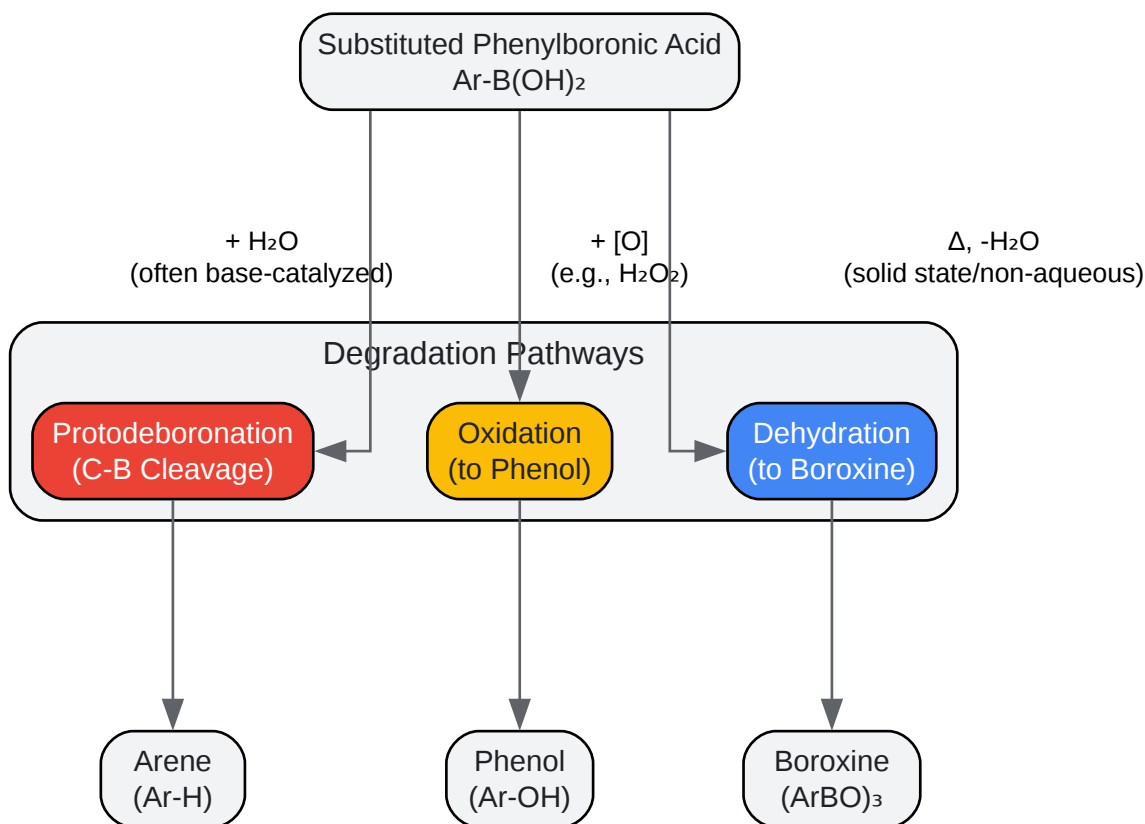 Substituted Phenylboronic Acid
Ar-B(OH)₂
+ H₂O
(often base-catalyzed)
+ [O]
(e.g., H₂O₂)
Δ, -H₂O
(solid state/non-aqueous)
Degradation Pathways
Protodeboronation
(C-B Cleavage)
Oxidation
(to Phenol)
Dehydration
(to Boroxine)
Arene
(Ar-H)
Phenol
(Ar-OH)
Boroxine
(ArBO)₃